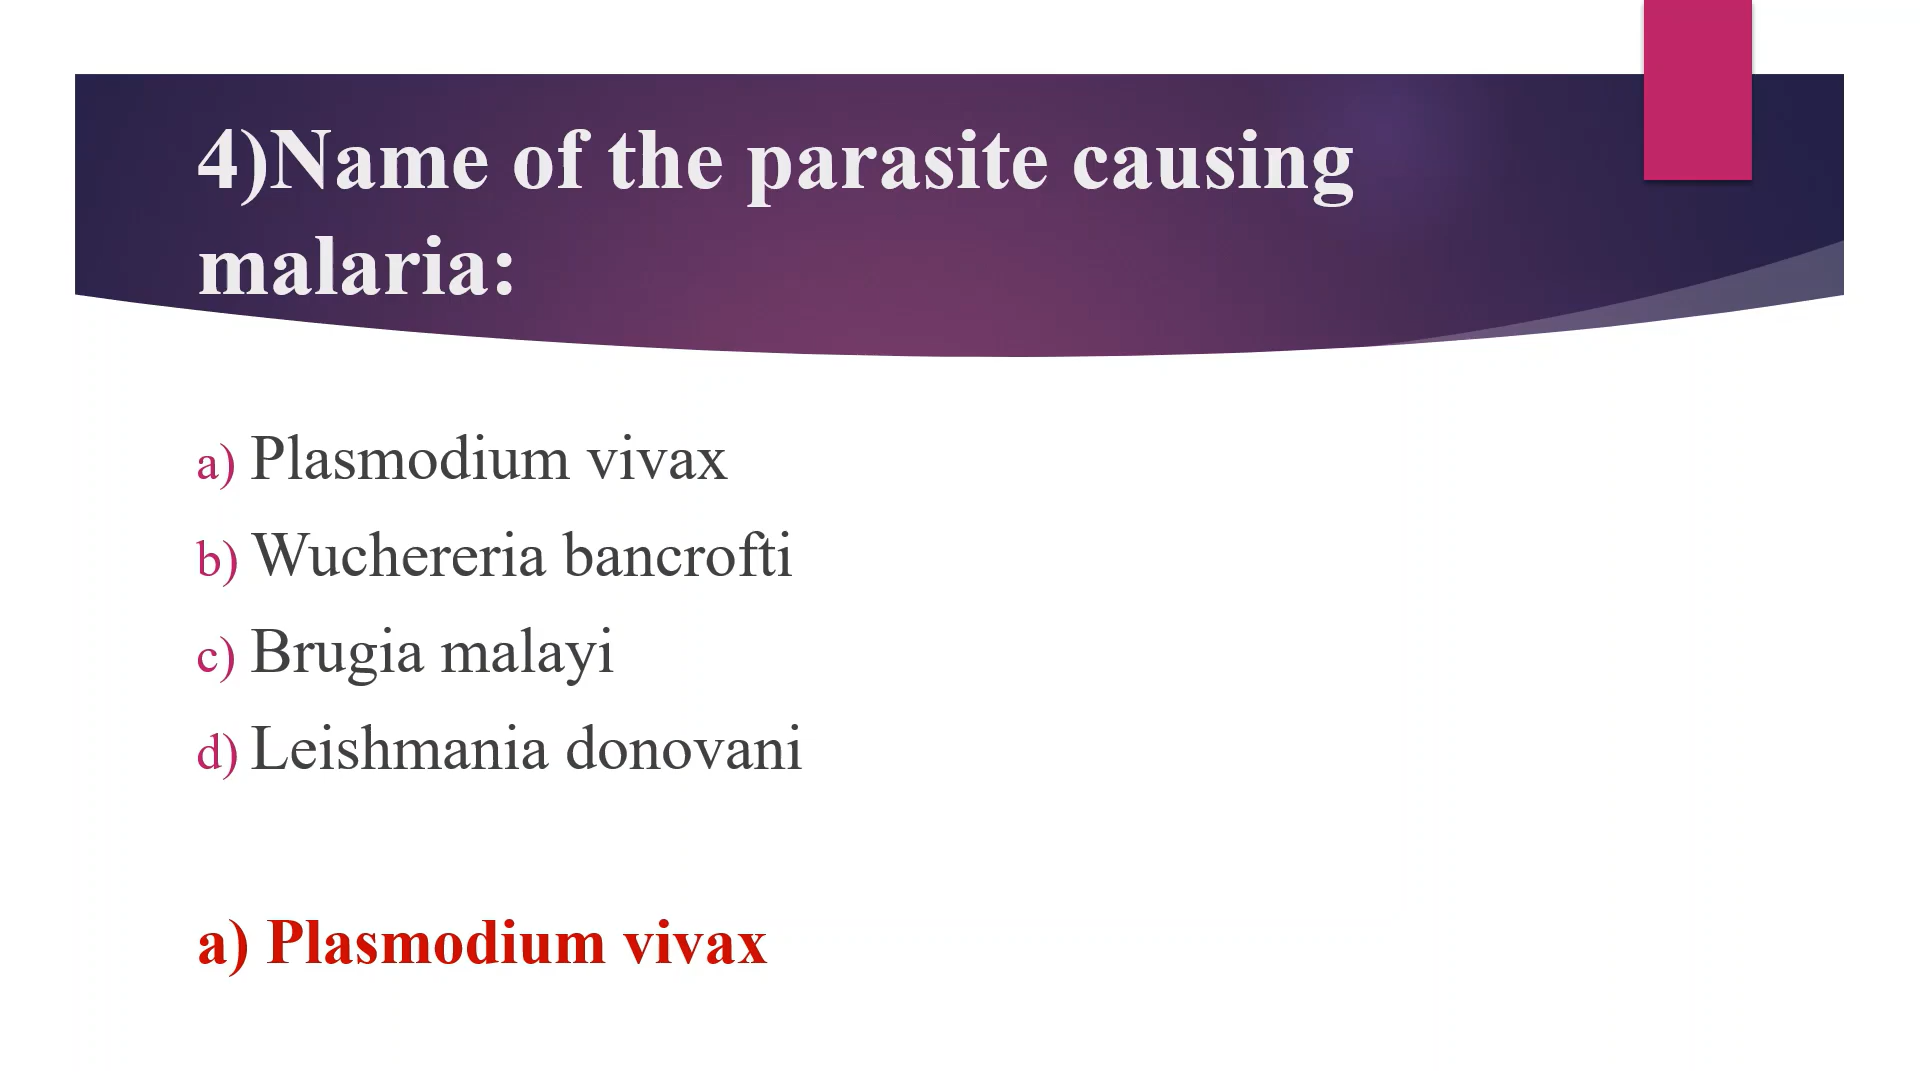 4)Name of the parasite causing
malaria:
a) Plasmodium vivax
b) Wuchereria bancrofti
c) Brugia malayi
d) Leishmania donovani
a) Plasmodium vivax